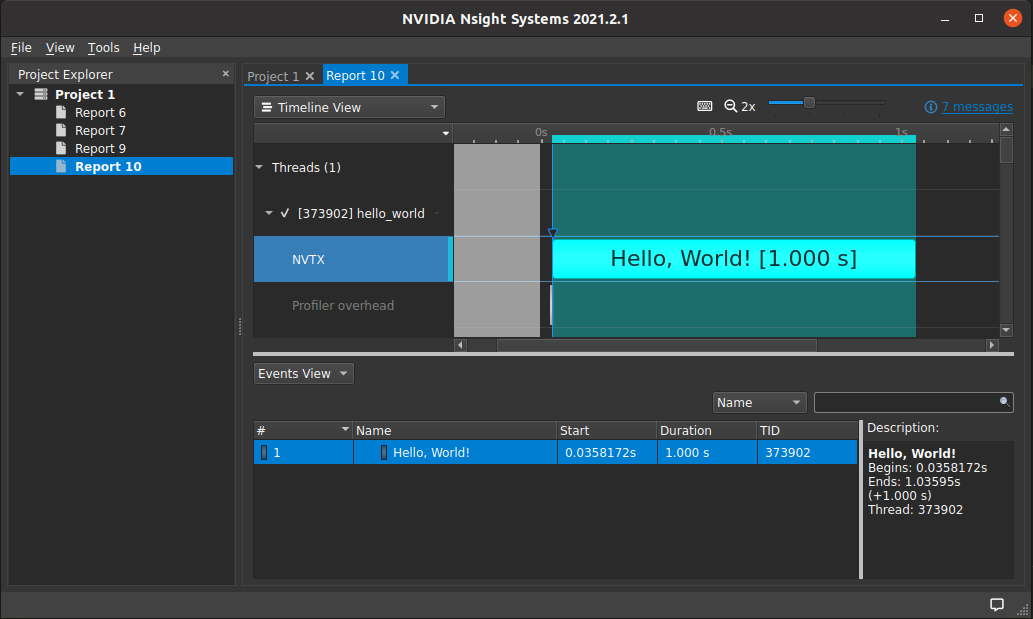 NVIDIA Nsight Systems 2021.2.1
File View Tools Help
Project Explorer
Project 1
Report 6
Report 7
Report 9
Report 10
Project 1
Report 10
Timeline View
2x
7 messages
0s 0.5s 1s
Threads (1)
[373902] hello_world
NVTX
Hello, World! [1.000 s]
Profiler overhead
Events View
Name
# Name Start Duration TID
1 Hello, World! 0.0358172s 1.000 s 373902
Description:
Hello, World!
Begins: 0.0358172s
Ends: 1.03595s
(+1.000 s)
Thread: 373902